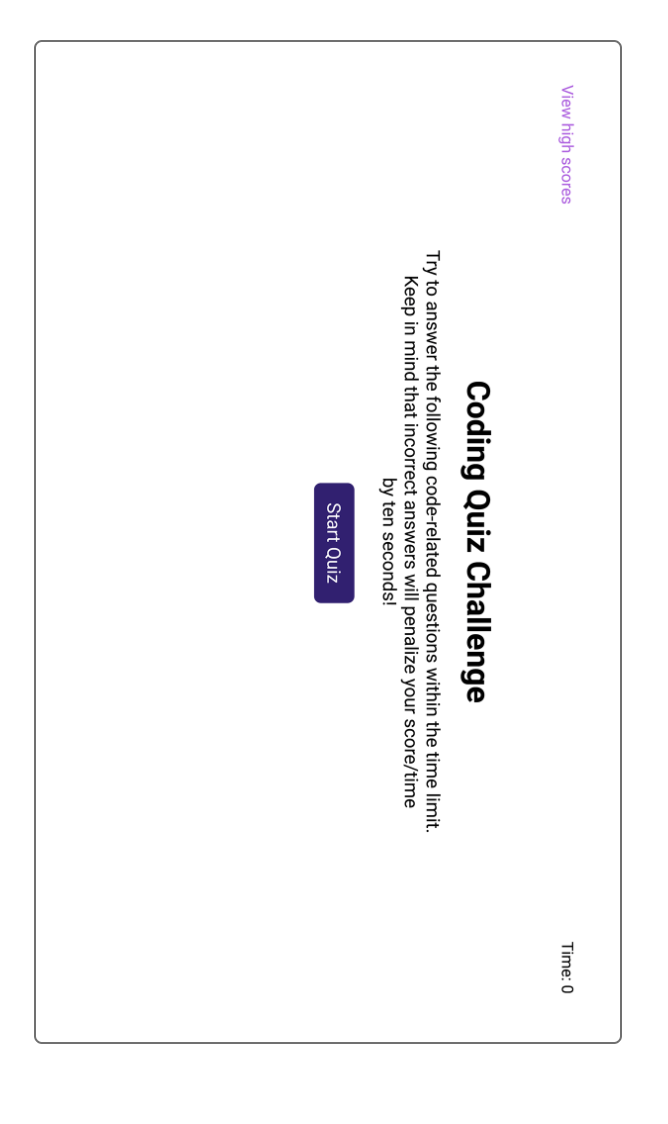 View high scores
Time: 0
Coding Quiz Challenge
Try to answer the following code-related questions within the time limit.
Keep in mind that incorrect answers will penalize your score/time
by ten seconds!
Start Quiz